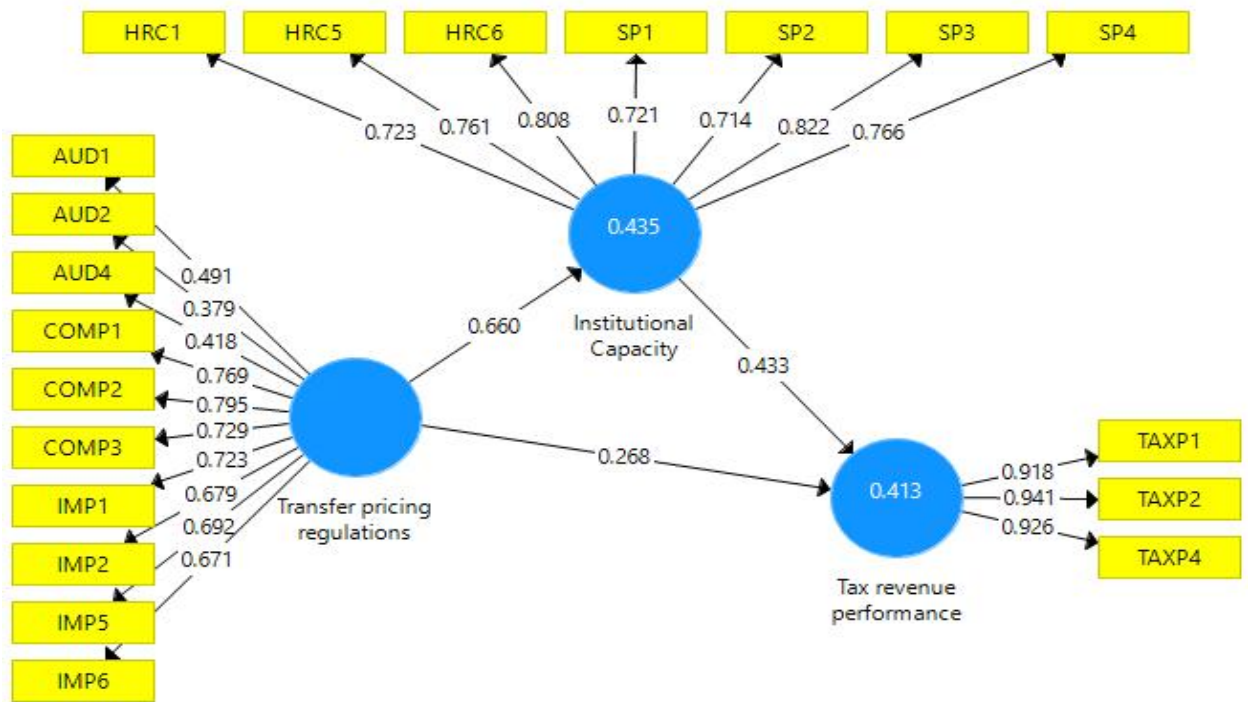 HRC1 HRC5 HRC6 SP1 SP2 SP3 SP4
0.723 0.761 0.808 0.721 0.714 0.822 0.766
AUD1
AUD2
AUD4
COMP1
COMP2
COMP3
IMP1
IMP2
IMP5
IMP6
0.491
0.379
0.418
0.769
0.795
0.729
0.723
0.679
0.692
0.671
Transfer pricing
regulations
0.660
0.435
Institutional
Capacity
0.433
0.268
0.413
Tax revenue
performance
0.918
0.941
0.926
TAXP1
TAXP2
TAXP4